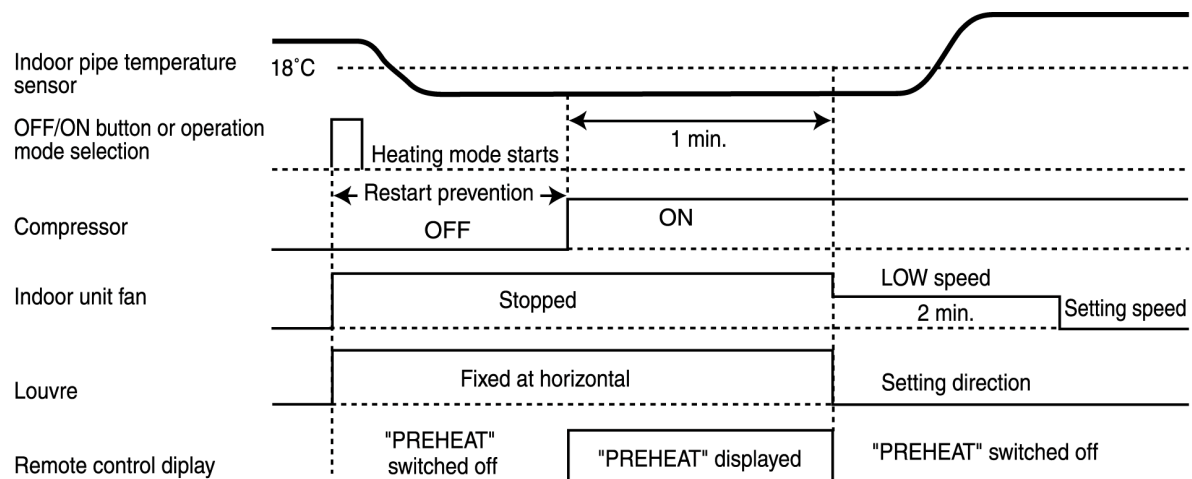 Indoor pipe temperature
sensor
18˚C
OFF/ON button or operation
mode selection
Heating mode starts
1 min.
Restart prevention
Compressor
OFF
ON
Indoor unit fan
Stopped
LOW speed
2 min.
Setting speed
Louvre
Fixed at horizontal
Setting direction
Remote control diplay
"PREHEAT"
switched off
"PREHEAT" displayed
"PREHEAT" switched off